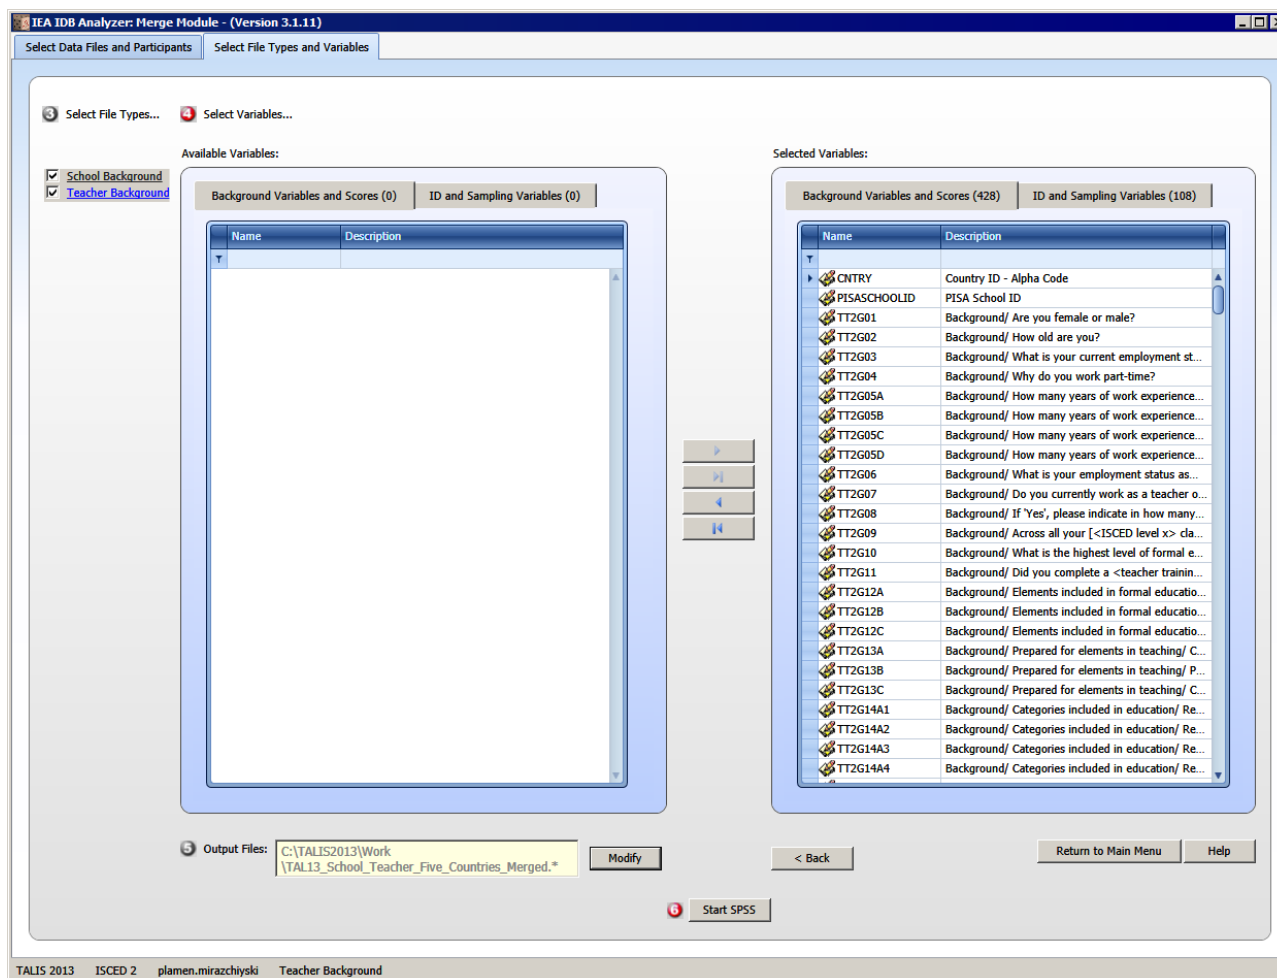 IEA IDB Analyzer: Merge Module - (Version 3.1.11)
Select Data Files and Participants
Select File Types and Variables
3 Select File Types...
4 Select Variables...
School Background
Teacher Background
Available Variables:
Background Variables and Scores (0)
ID and Sampling Variables (0)
Name Description
Selected Variables:
Background Variables and Scores (428)
ID and Sampling Variables (108)
Name Description
CNTRY Country ID - Alpha Code
PISASCHOOLID PISA School ID
TT2G01 Background/ Are you female or male?
TT2G02 Background/ How old are you?
TT2G03 Background/ What is your current employment st...
TT2G04 Background/ Why do you work part-time?
TT2G05A Background/ How many years of work experience...
TT2G05B Background/ How many years of work experience...
TT2G05C Background/ How many years of work experience...
TT2G05D Background/ How many years of work experience...
TT2G06 Background/ What is your employment status as...
TT2G07 Background/ Do you currently work as a teacher o...
TT2G08 Background/ If 'Yes', please indicate in how many...
TT2G09 Background/ Across all your [<ISCED level x> cla...
TT2G10 Background/ What is the highest level of formal e...
TT2G11 Background/ Did you complete a <teacher trainin...
TT2G12A Background/ Elements included in formal educatio...
TT2G12B Background/ Elements included in formal educatio...
TT2G12C Background/ Elements included in formal educatio...
TT2G13A Background/ Prepared for elements in teaching/ C...
TT2G13B Background/ Prepared for elements in teaching/ P...
TT2G13C Background/ Prepared for elements in teaching/ C...
TT2G14A1 Background/ Categories included in education/ Re...
TT2G14A2 Background/ Categories included in education/ Re...
TT2G14A3 Background/ Categories included in education/ Re...
TT2G14A4 Background/ Categories included in education/ Re...
5 Output Files:
C:\TALIS2013\Work
\TAL13_School_Teacher_Five_Countries_Merged.*
Modify
< Back
Return to Main Menu
Help
6 Start SPSS
TALIS 2013 ISCED 2 plamen.mirazchiyski Teacher Background